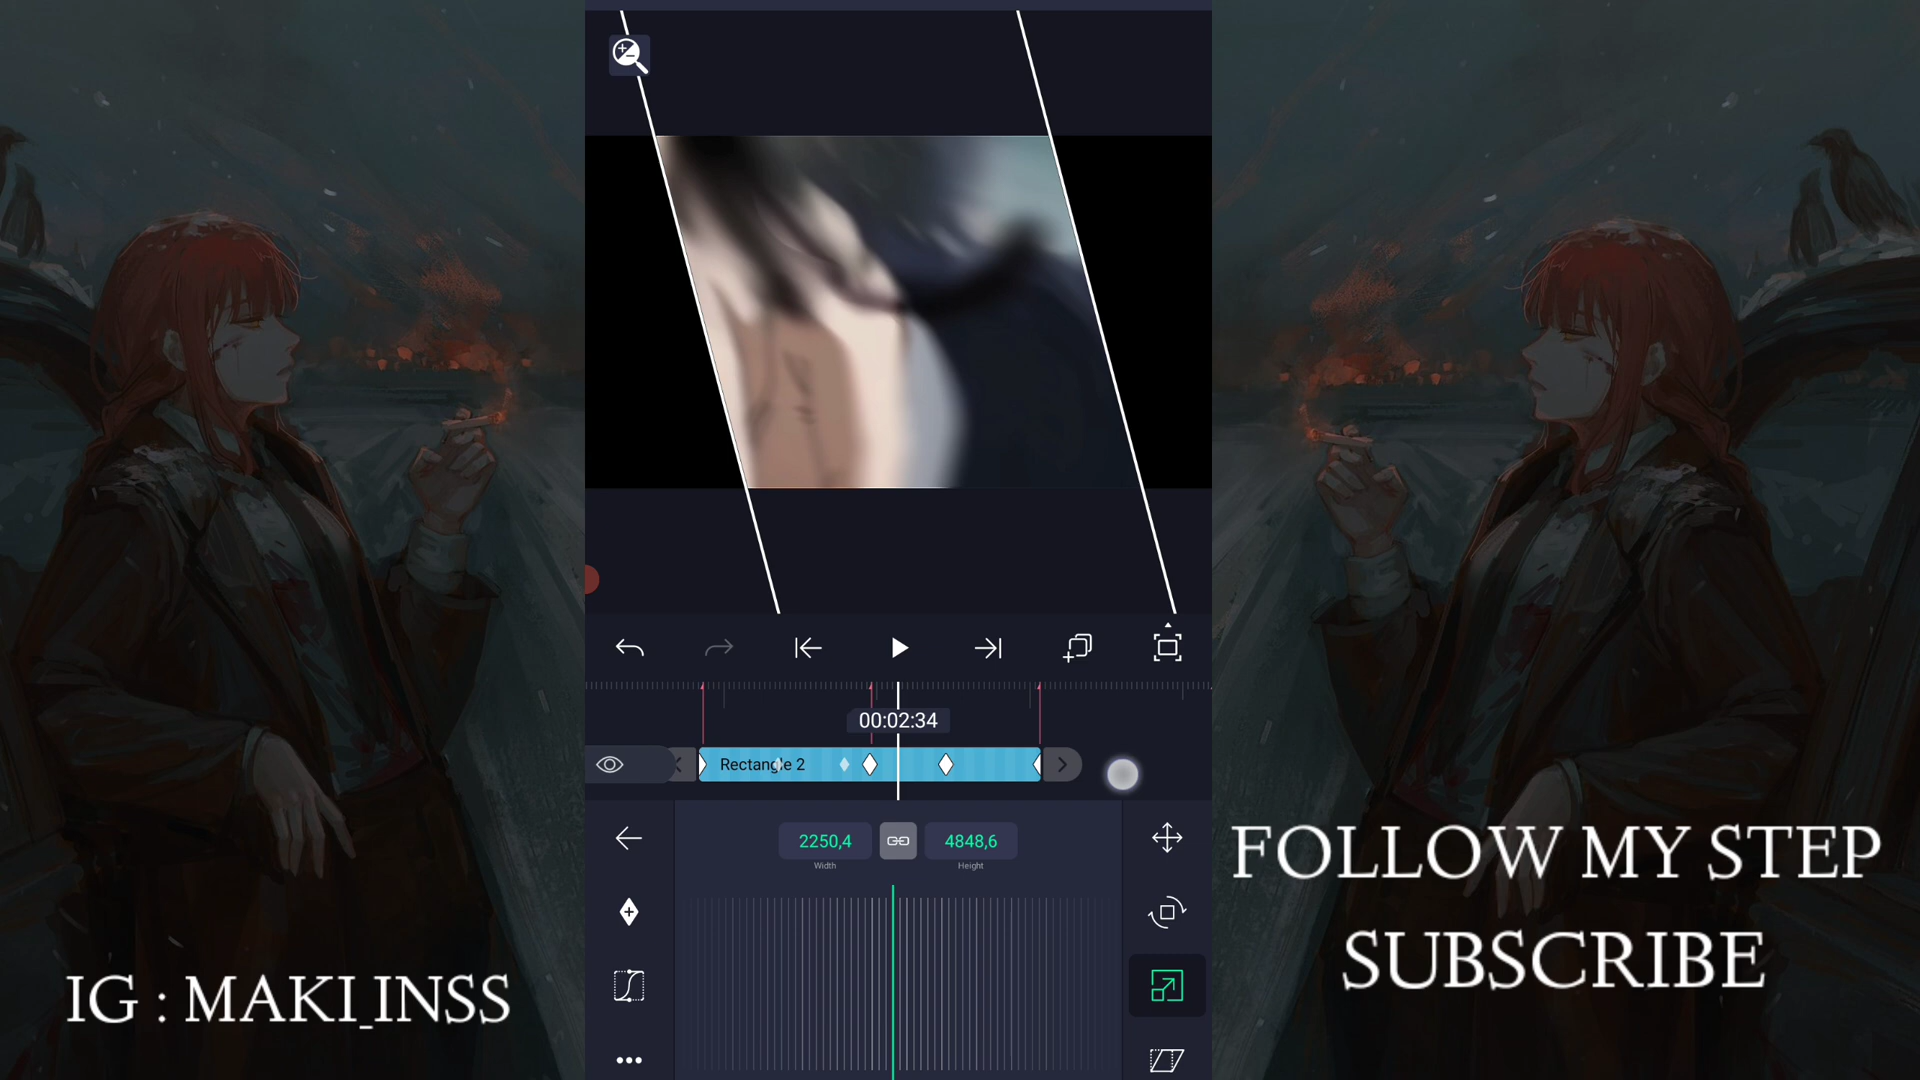 00:02:34
Rectangle 2
2250,4
4848,6
Width
Height
FOLLOW MY STEP
SUBSCRIBE
IG : MAKI_INSS